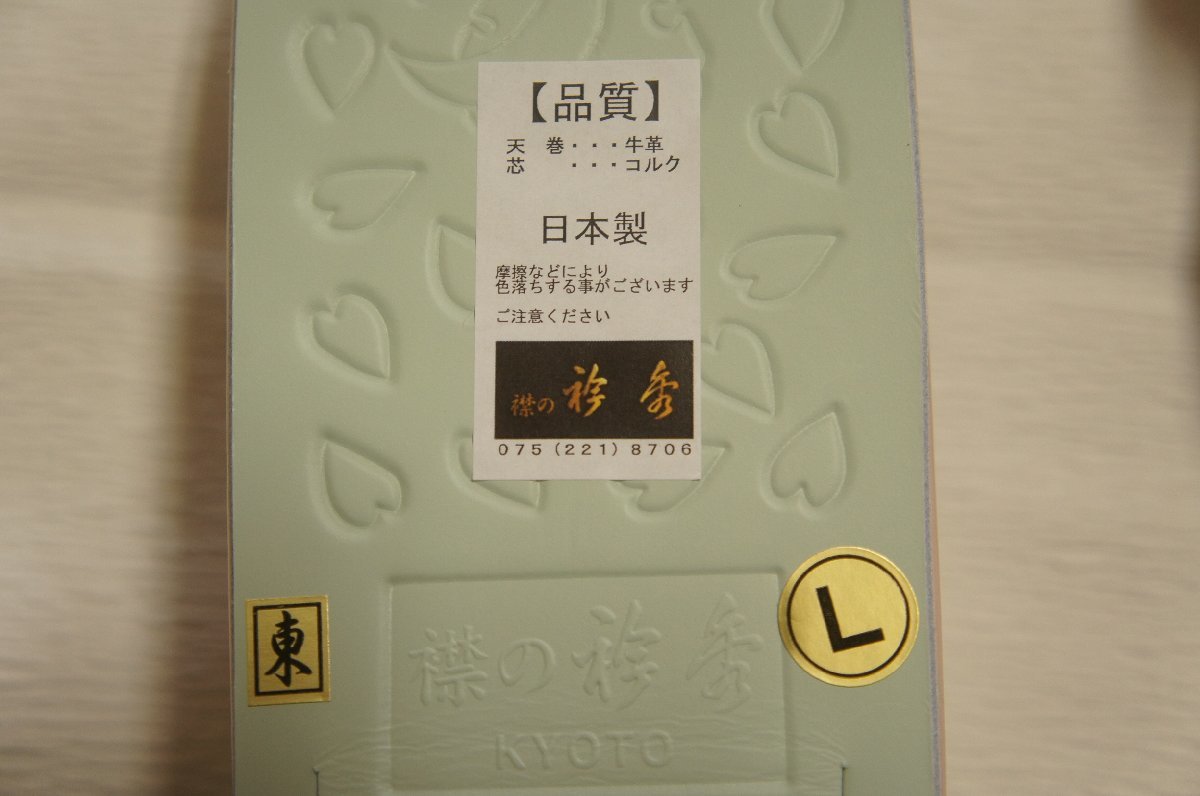 【品質】
天　巻・・・牛革
芯　　・・・コルク
日本製
摩擦などにより
色落ちする事がございます
ご注意ください
襟の 衿 秀
075(221)8706
東
L
襟の 衿 秀
KYOTO